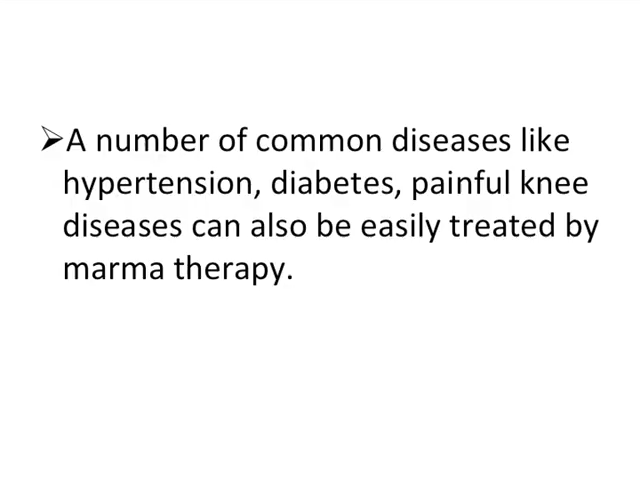 ➢A number of common diseases like
hypertension, diabetes, painful knee
diseases can also be easily treated by
marma therapy.